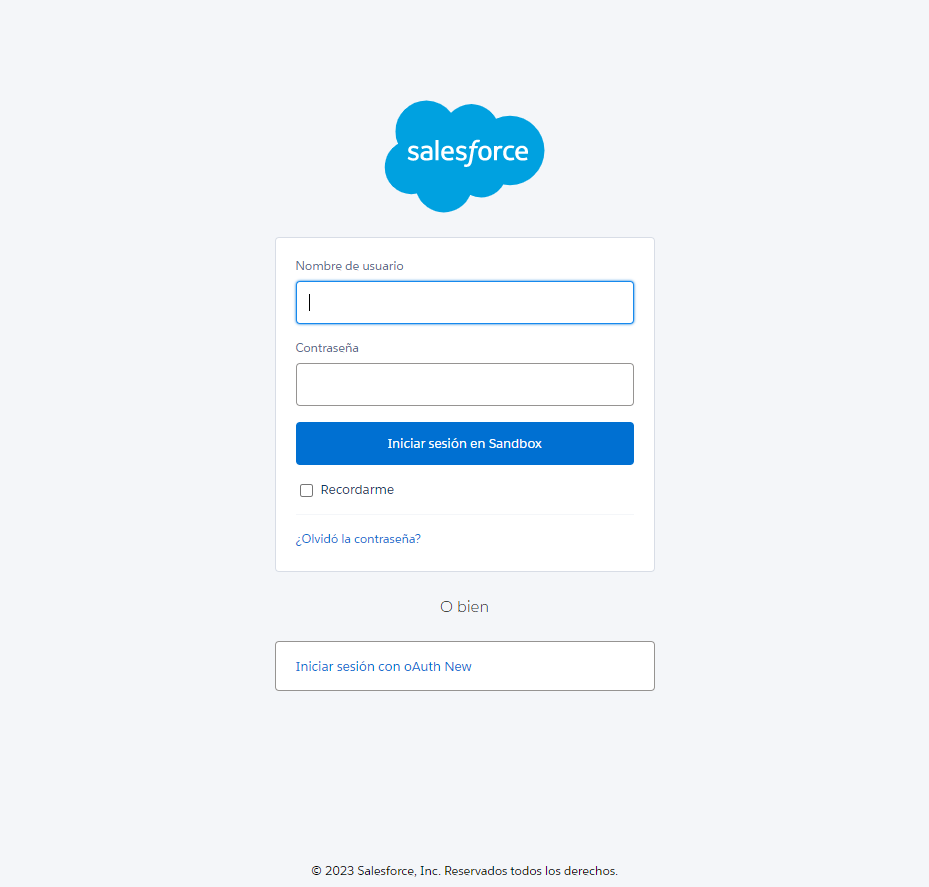 salesforce
Nombre de usuario
Contraseña
Iniciar sesión en Sandbox
Recordarme
¿Olvidó la contraseña?
O bien
Iniciar sesión con oAuth New
© 2023 Salesforce, Inc. Reservados todos los derechos.